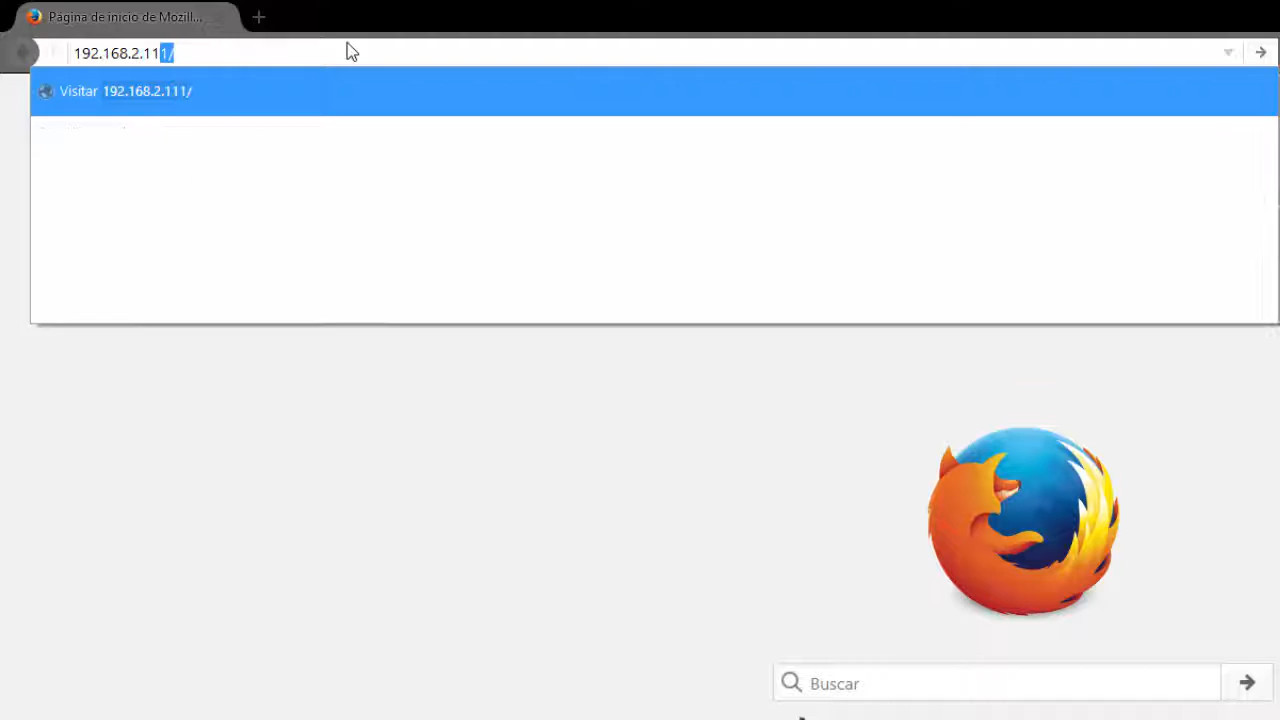 Página de inicio de Mozill...
192.168.2.111/
Visitar 192.168.2.111/
Buscar